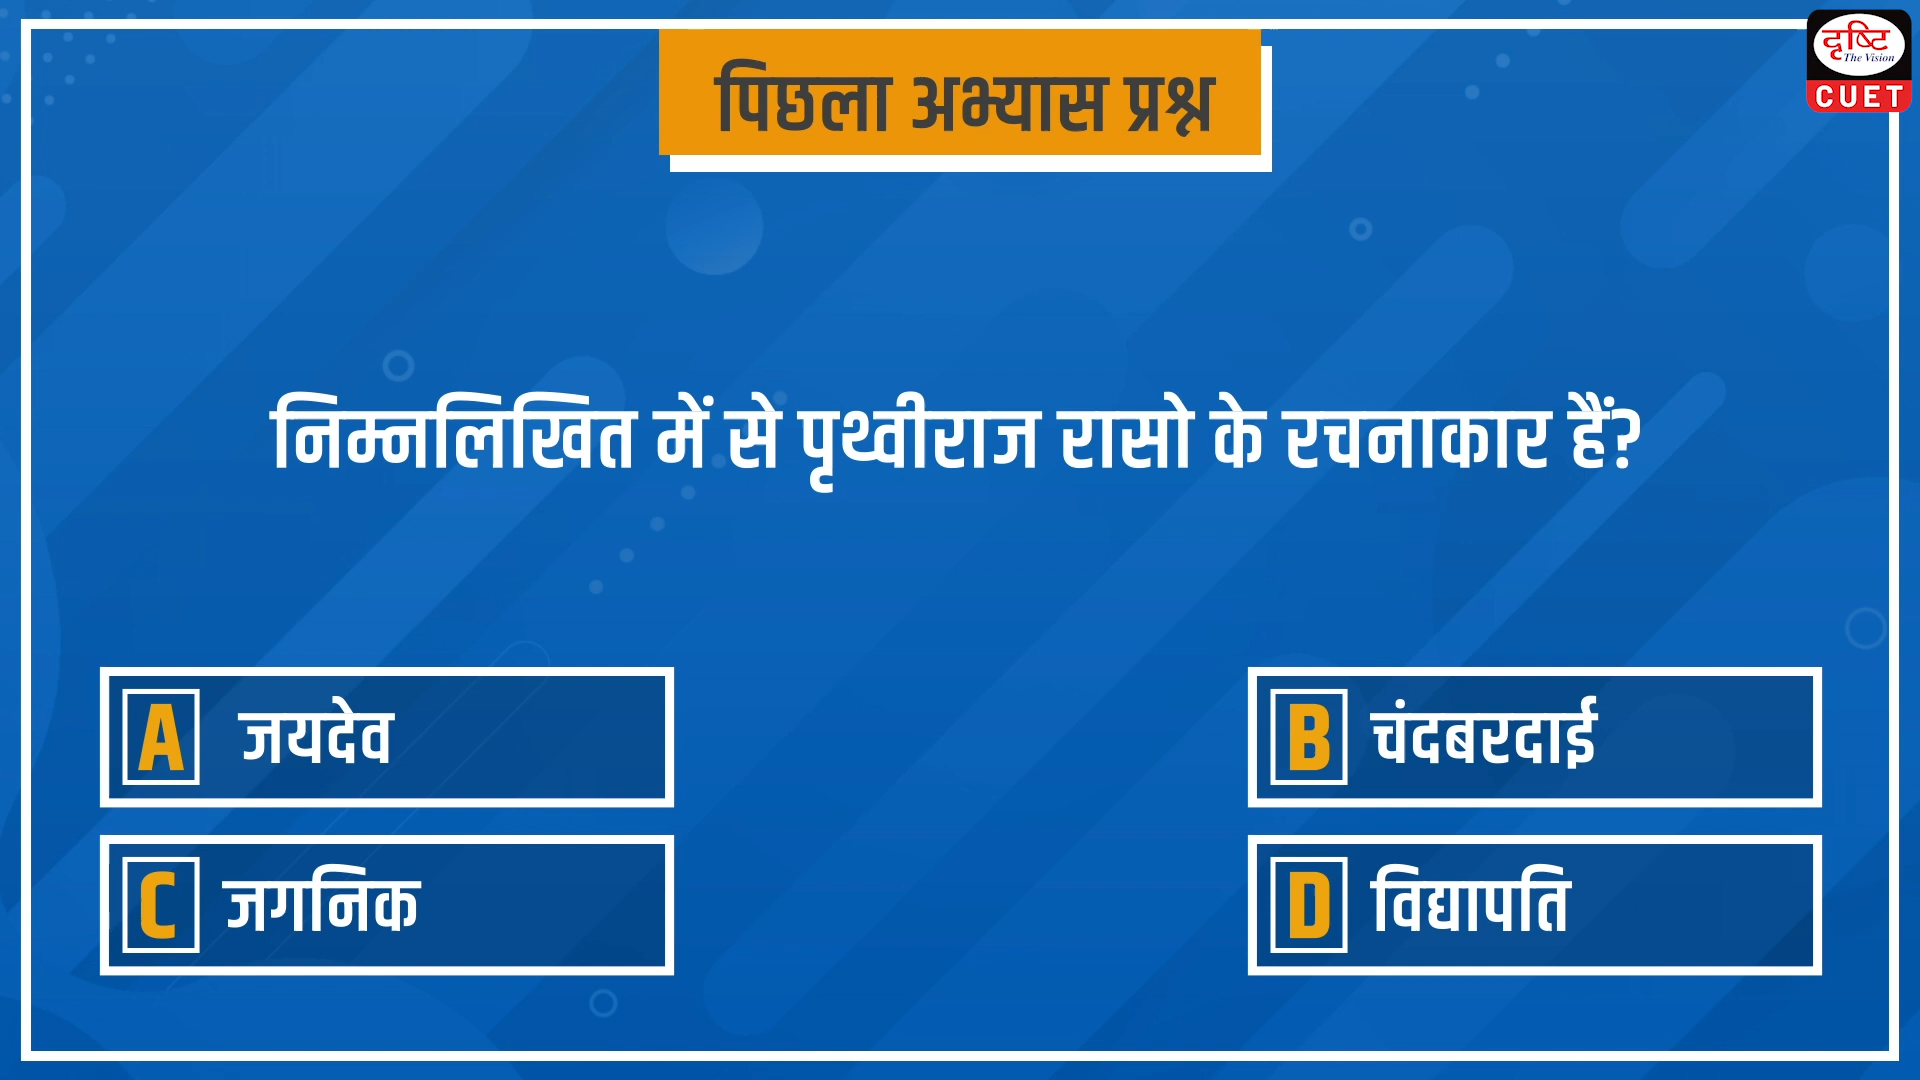 दृष्टि
The Vision
CUET
पिछला अभ्यास प्रश्न
निम्नलिखित में से पृथ्वीराज रासो के रचनाकार हैं?
A जयदेव
B चंदबरदाई
C जगनिक
D विद्यापति